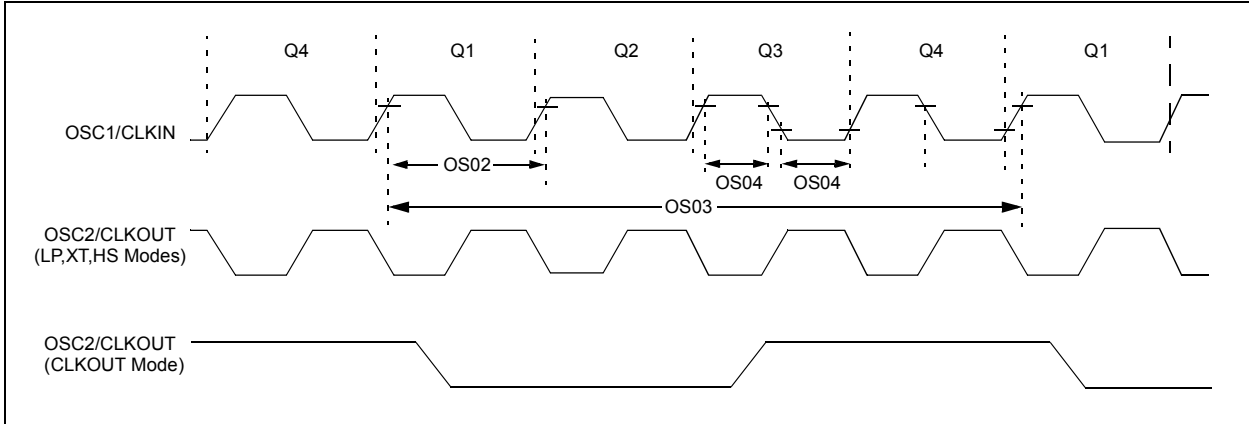 Q4 Q1 Q2 Q3 Q4 Q1
OSC1/CLKIN
OS02
OS04 OS04
OS03
OSC2/CLKOUT
(LP,XT,HS Modes)
OSC2/CLKOUT
(CLKOUT Mode)